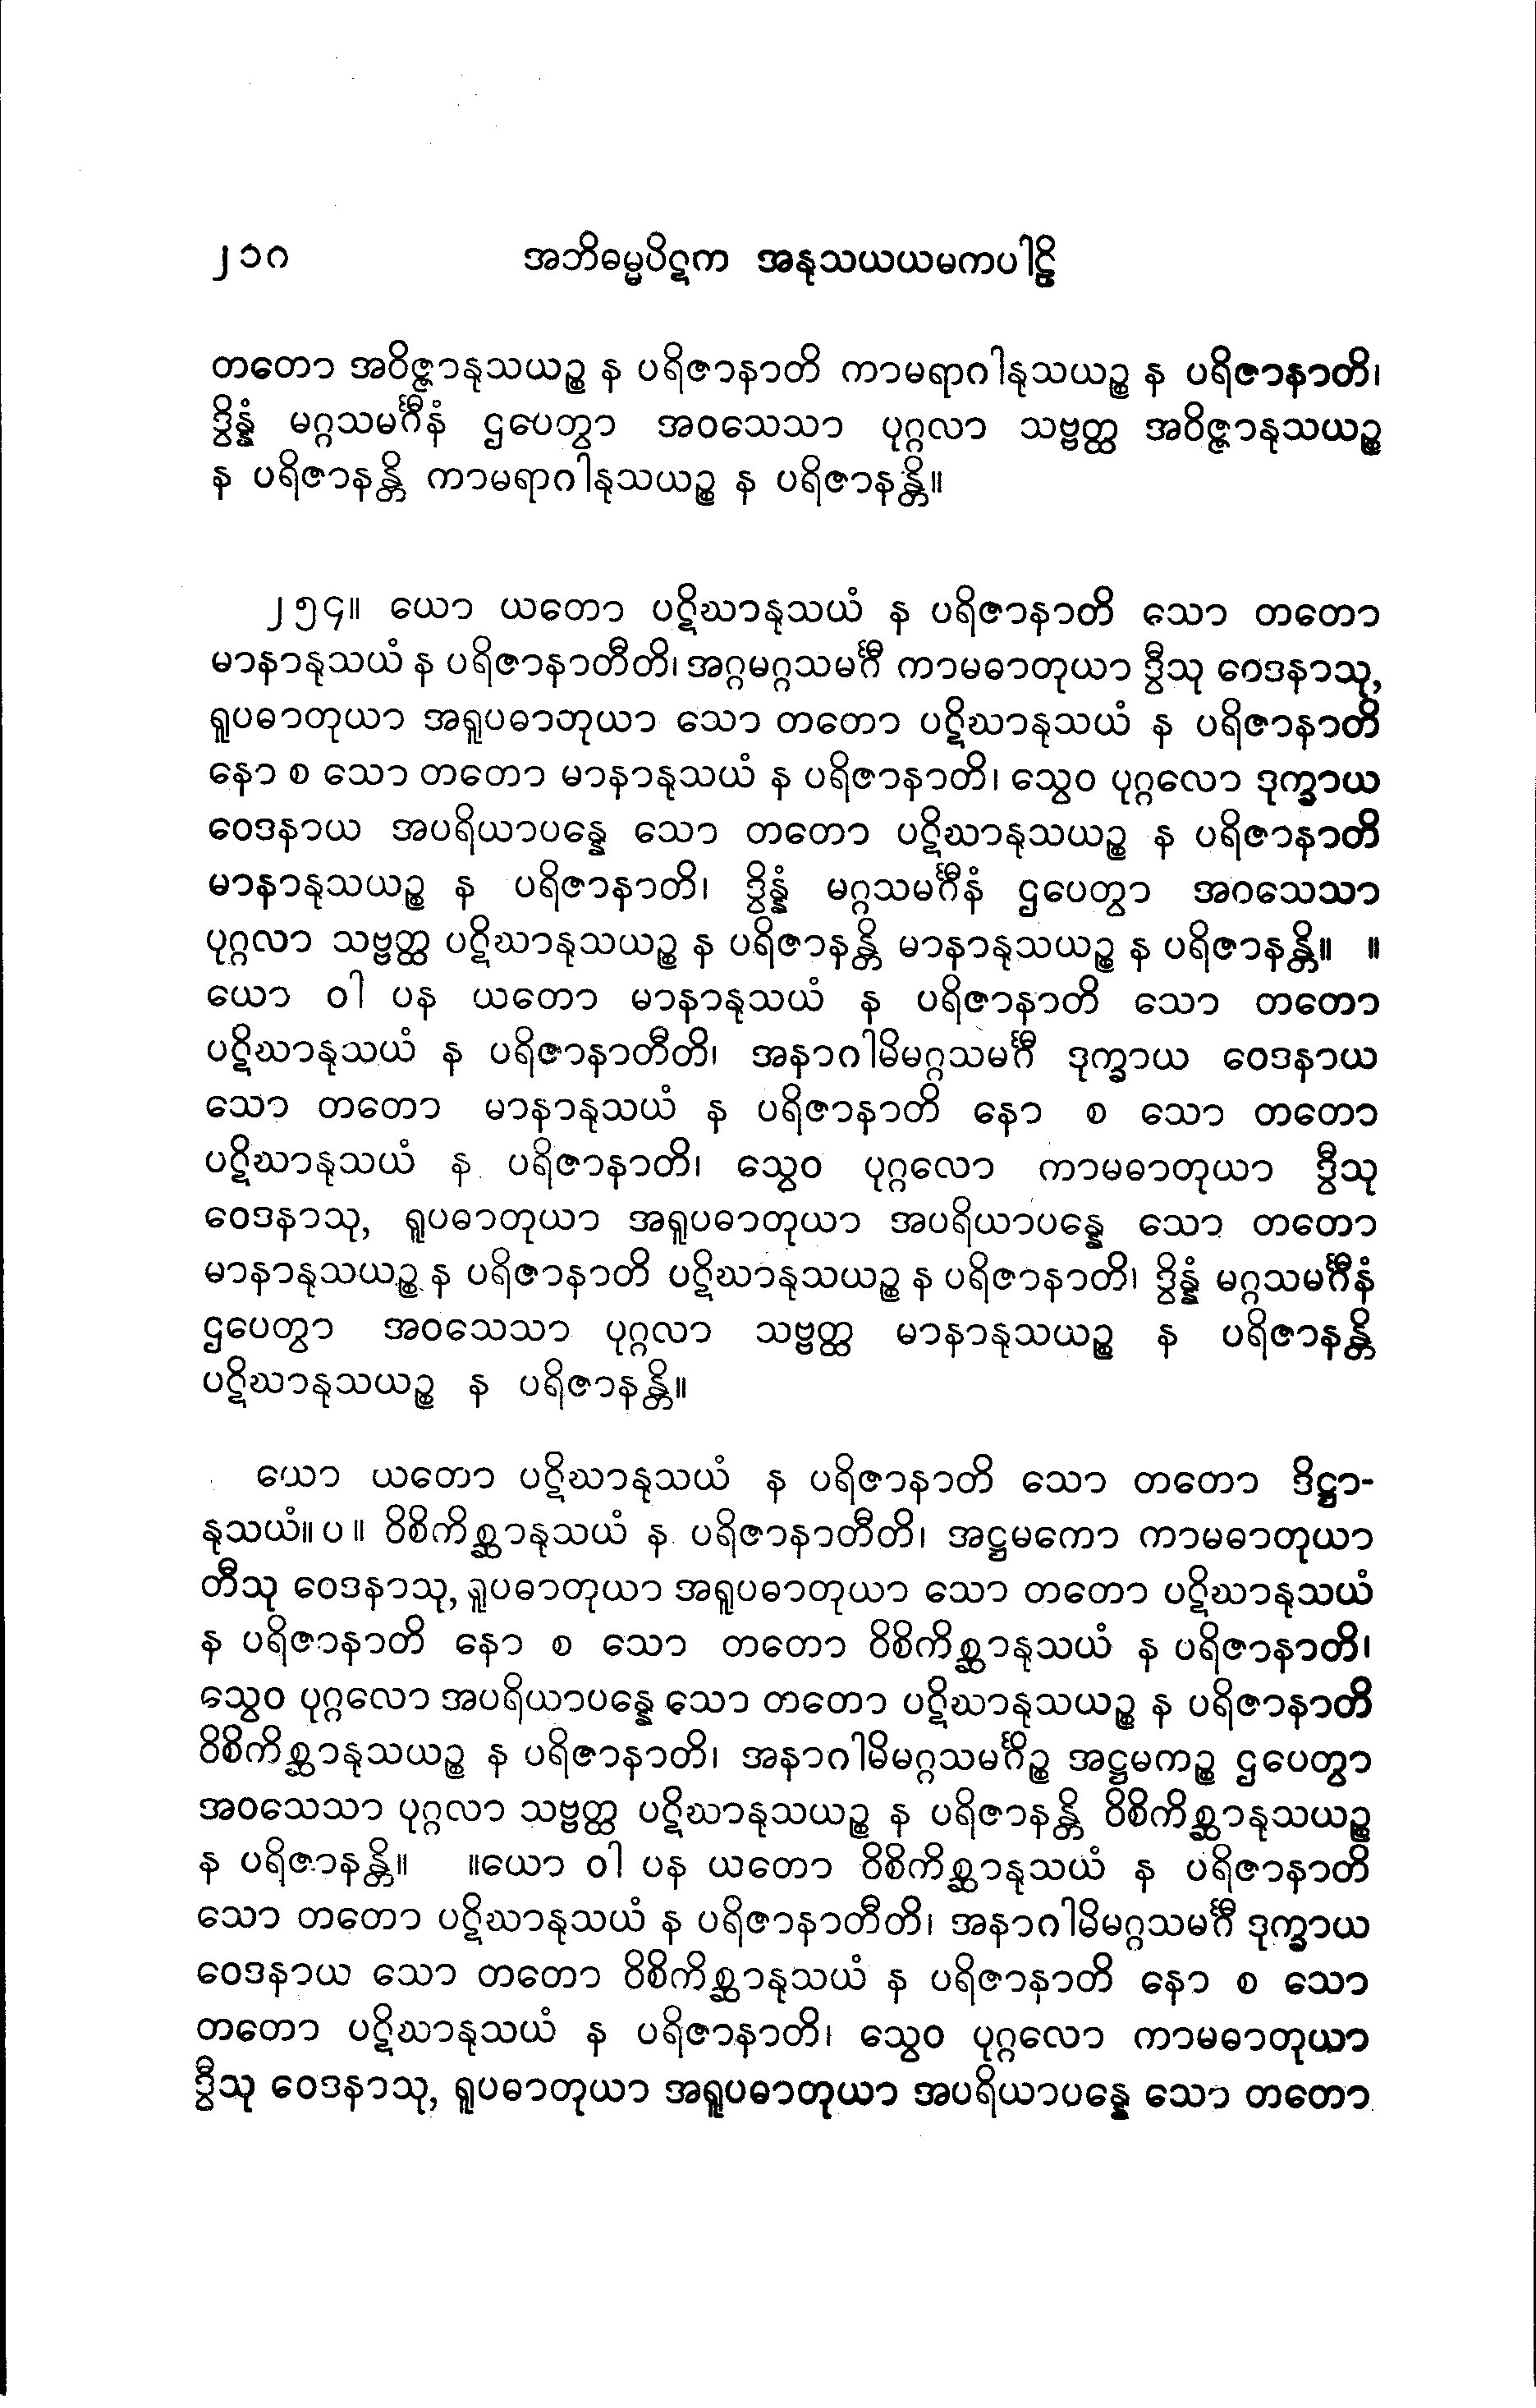 ၂၁၀ အဘိဓမ္မပိဋက အနုသယယမကပါဠိ
တတော အဝိဇ္ဇာနုသယဉ္စ န ပရိဇာနာတိ ကာမရာဂါနုသယဉ္စ န ပရိဇာနာတိ၊
ဒွိန္နံ မဂ္ဂသမင်္ဂီနံ ဌပေတွာ အဝသေသာ ပုဂ္ဂလာ သဗ္ဗတ္ထ အဝိဇ္ဇာနုသယဉ္စ
န ပရိဇာနန္တိ ကာမရာဂါနုသယဉ္စ န ပရိဇာနန္တိ။
၂၅၄။ ယော ယတော ပဋိဃာနုသယံ န ပရိဇာနာတိ သော တတော
မာနာနုသယံ န ပရိဇာနာတီတိ၊ အဂ္ဂမဂ္ဂသမင်္ဂီ ကာမဓာတုယာ ဒွီသု ဝေဒနာသု,
ရူပဓာတုယာ အရူပဓာတုယာ သော တတော ပဋိဃာနုသယံ န ပရိဇာနာတိ
နော စ သော တတော မာနာနုသယံ န ပရိဇာနာတိ၊ သွေဝ ပုဂ္ဂလော ဒုက္ခာယ
ဝေဒနာယ အပရိယာပန္နေ သော တတော ပဋိဃာနုသယဉ္စ န ပရိဇာနာတိ
မာနာနုသယဉ္စ န ပရိဇာနာတိ၊ ဒွိန္နံ မဂ္ဂသမင်္ဂီနံ ဌပေတွာ အဝသေသာ
ပုဂ္ဂလာ သဗ္ဗတ္ထ ပဋိဃာနုသယဉ္စ န ပရိဇာနန္တိ မာနာနုသယဉ္စ န ပရိဇာနန္တိ။ ။
ယော ဝါ ပန ယတော မာနာနုသယံ န ပရိဇာနာတိ သော တတော
ပဋိဃာနုသယံ န ပရိဇာနာတီတိ၊ အနာဂါမိမဂ္ဂသမင်္ဂီ ဒုက္ခာယ ဝေဒနာယ
သော တတော မာနာနုသယံ န ပရိဇာနာတိ နော စ သော တတော
ပဋိဃာနုသယံ န ပရိဇာနာတိ၊ သွေဝ ပုဂ္ဂလော ကာမဓာတုယာ ဒွီသု
ဝေဒနာသု, ရူပဓာတုယာ အရူပဓာတုယာ အပရိယာပန္နေ သော တတော
မာနာနုသယဉ္စ န ပရိဇာနာတိ ပဋိဃာနုသယဉ္စ န ပရိဇာနာတိ၊ ဒွိန္နံ မဂ္ဂသမင်္ဂီနံ
ဌပေတွာ အဝသေသာ ပုဂ္ဂလာ သဗ္ဗတ္ထ မာနာနုသယဉ္စ န ပရိဇာနန္တိ
ပဋိဃာနုသယဉ္စ န ပရိဇာနန္တိ။
ယော ယတော ပဋိဃာနုသယံ န ပရိဇာနာတိ သော တတော ဒိဋ္ဌာ-
နုသယံ။ပ။ ဝိစိကိစ္ဆာနုသယံ န ပရိဇာနာတီတိ၊ အဋ္ဌမကော ကာမဓာတုယာ
တီသု ဝေဒနာသု, ရူပဓာတုယာ အရူပဓာတုယာ သော တတော ပဋိဃာနုသယံ
န ပရိဇာနာတိ နော စ သော တတော ဝိစိကိစ္ဆာနုသယံ န ပရိဇာနာတိ၊
သွေဝ ပုဂ္ဂလော အပရိယာပန္နေ သော တတော ပဋိဃာနုသယဉ္စ န ပရိဇာနာတိ
ဝိစိကိစ္ဆာနုသယဉ္စ န ပရိဇာနာတိ၊ အနာဂါမိမဂ္ဂသမင်္ဂိဉ္စ အဋ္ဌမကဉ္စ ဌပေတွာ
အဝသေသာ ပုဂ္ဂလာ သဗ္ဗတ္ထ ပဋိဃာနုသယဉ္စ န ပရိဇာနန္တိ ဝိစိကိစ္ဆာနုသယဉ္စ
န ပရိဇာနန္တိ။ ။ယော ဝါ ပန ယတော ဝိစိကိစ္ဆာနုသယံ န ပရိဇာနာတိ
သော တတော ပဋိဃာနုသယံ န ပရိဇာနာတီတိ၊ အနာဂါမိမဂ္ဂသမင်္ဂီ ဒုက္ခာယ
ဝေဒနာယ သော တတော ဝိစိကိစ္ဆာနုသယံ န ပရိဇာနာတိ နော စ သော
တတော ပဋိဃာနုသယံ န ပရိဇာနာတိ၊ သွေဝ ပုဂ္ဂလော ကာမဓာတုယာ
ဒွီသု ဝေဒနာသု, ရူပဓာတုယာ အရူပဓာတုယာ အပရိယာပန္နေ သော တတော